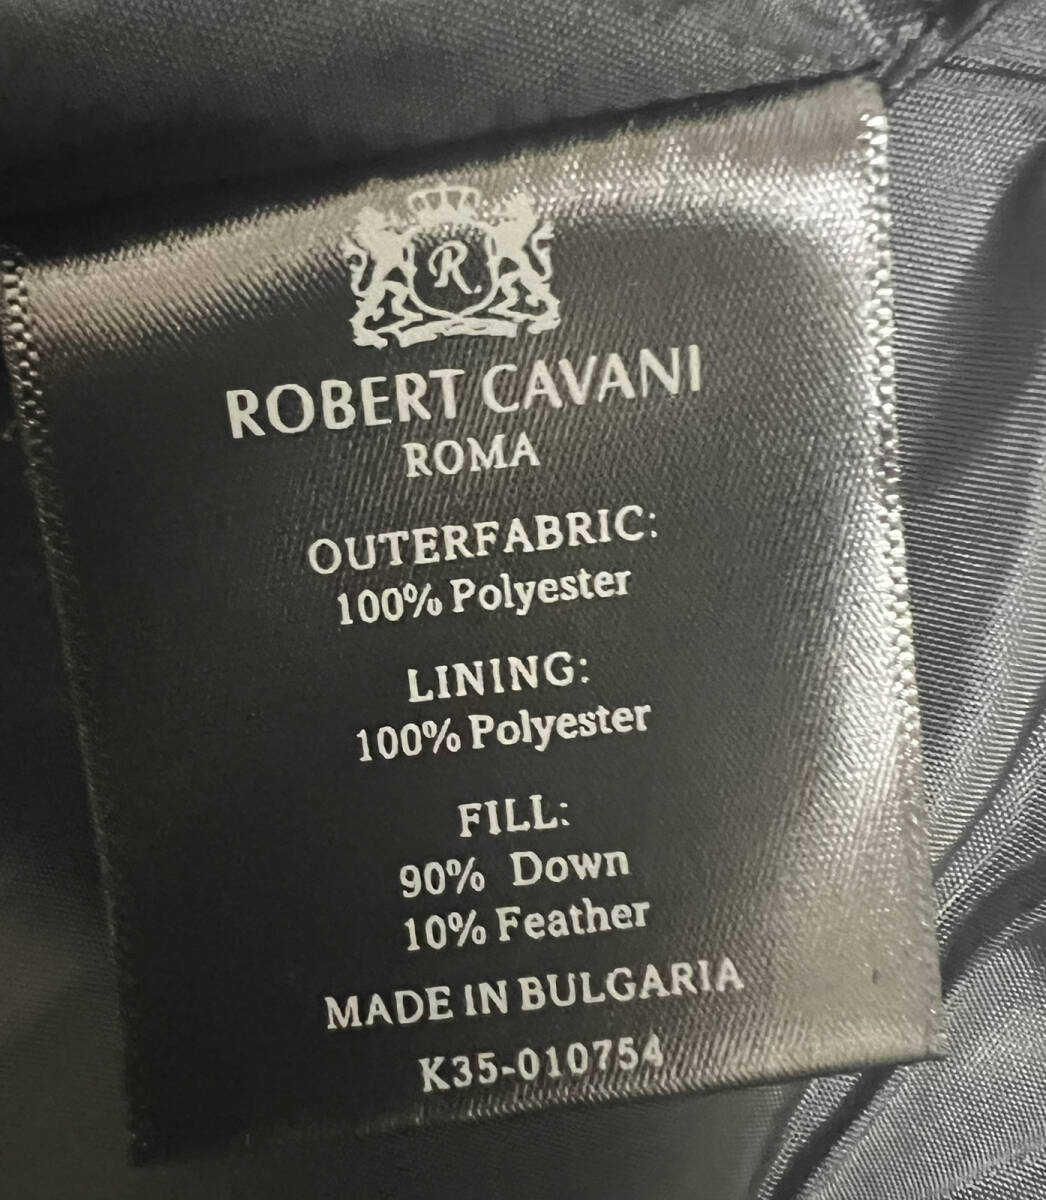 R.
ROBERT CAVANI
ROMA
OUTERFABRIC:
100% Polyester
LINING:
100% Polyester
FILL:
90% Down
10% Feather
MADE IN BULGARIA
K35-010754